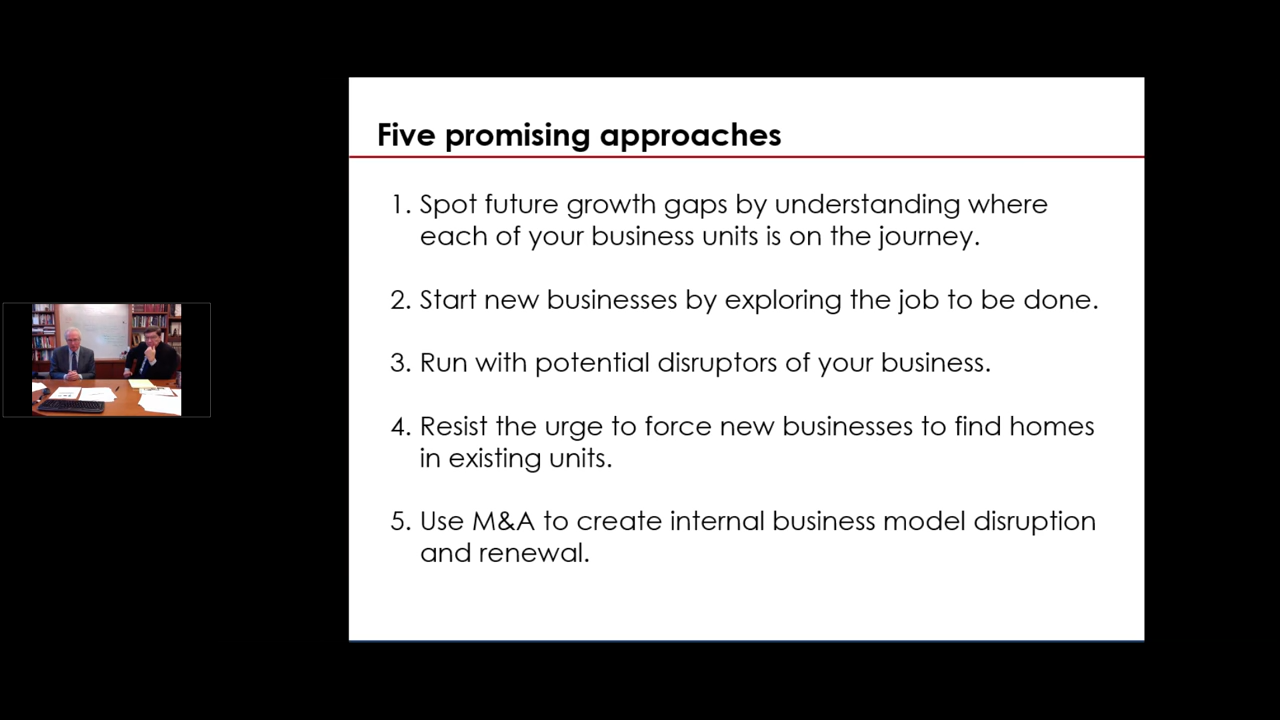 Five promising approaches
1. Spot future growth gaps by understanding where
each of your business units is on the journey.
2. Start new businesses by exploring the job to be done.
3. Run with potential disruptors of your business.
4. Resist the urge to force new businesses to find homes
in existing units.
5. Use M&A to create internal business model disruption
and renewal.